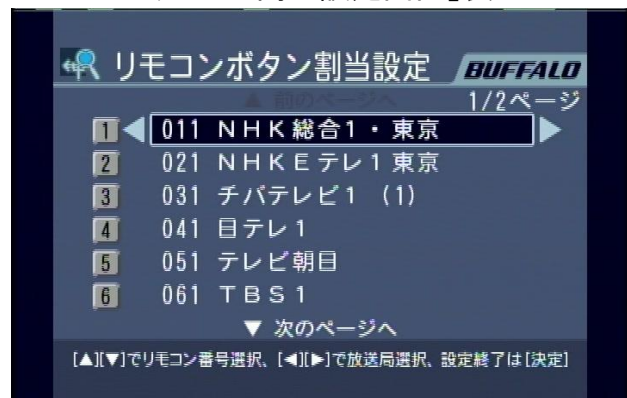 リモコンボタン割当設定 BUFFALO
▲ 前のページへ 1/2ページ
1 ◀ 011 NHK総合1・東京 ▶
2 021 NHKEテレ1東京
3 031 チバテレビ1 (1)
4 041 日テレ1
5 051 テレビ朝日
6 061 TBS1
▼ 次のページへ
[▲][▼]でリモコン番号選択、[◀][▶]で放送局選択、設定終了は[決定]